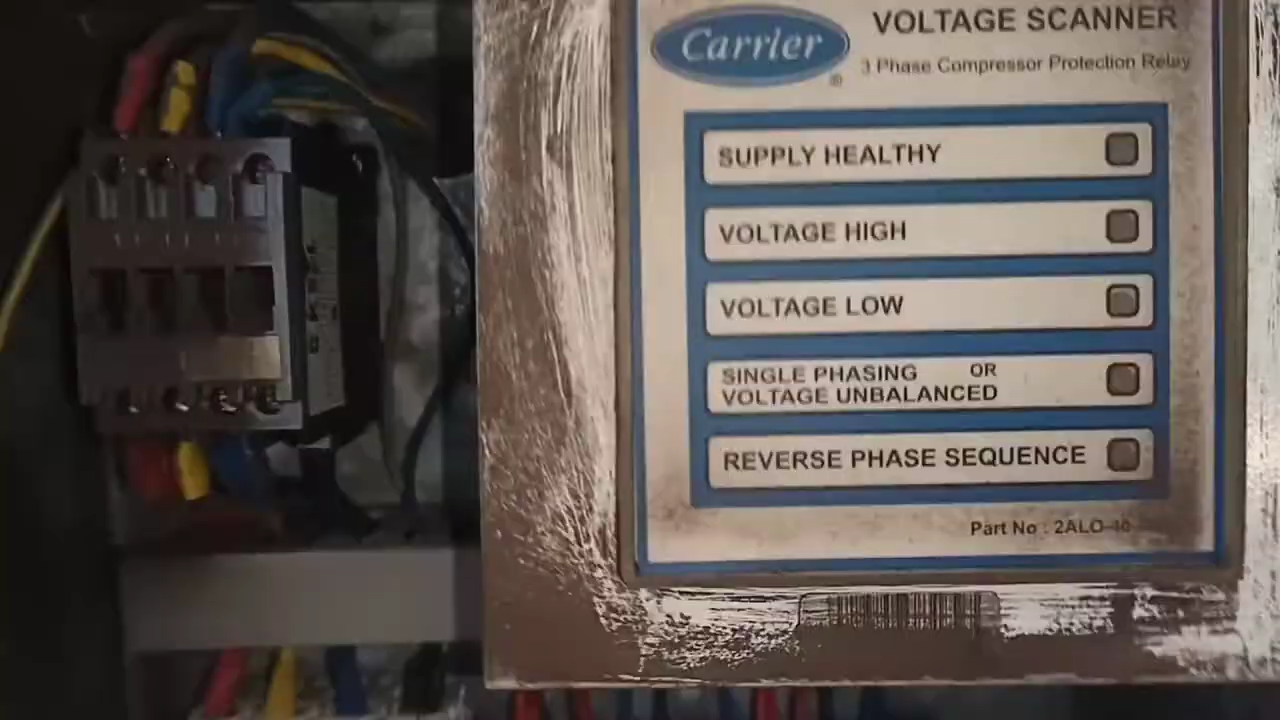 Carrier
®
VOLTAGE SCANNER
3 Phase Compressor Protection Relay
SUPPLY HEALTHY
VOLTAGE HIGH
VOLTAGE LOW
SINGLE PHASING OR
VOLTAGE UNBALANCED
REVERSE PHASE SEQUENCE
Part No : 2ALO-40